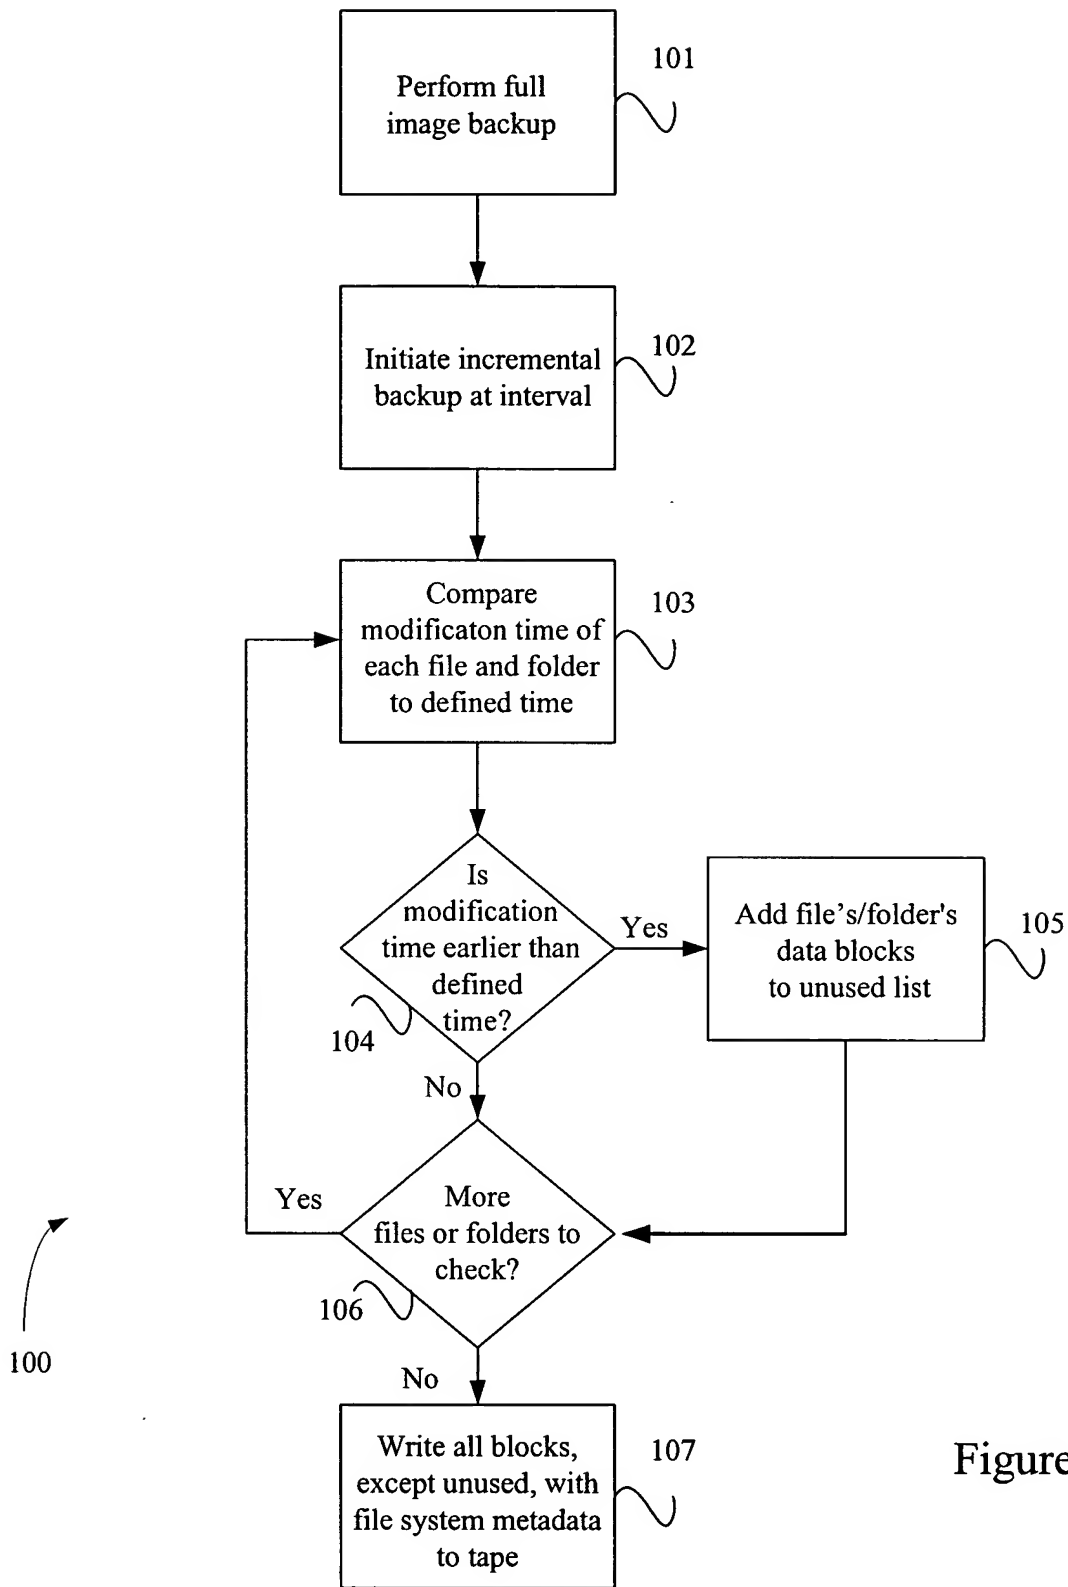 Perform full
image backup
101
Initiate incremental
backup at interval
102
Compare
modificaton time of
each file and folder
to defined time
103
Is
modification
time earlier than
defined
time?
104
Yes
Add file's/folder's
data blocks
to unused list
105
No
More
files or folders to
check?
106
Yes
100
No
Write all blocks,
except unused, with
file system metadata
to tape
107
Figure